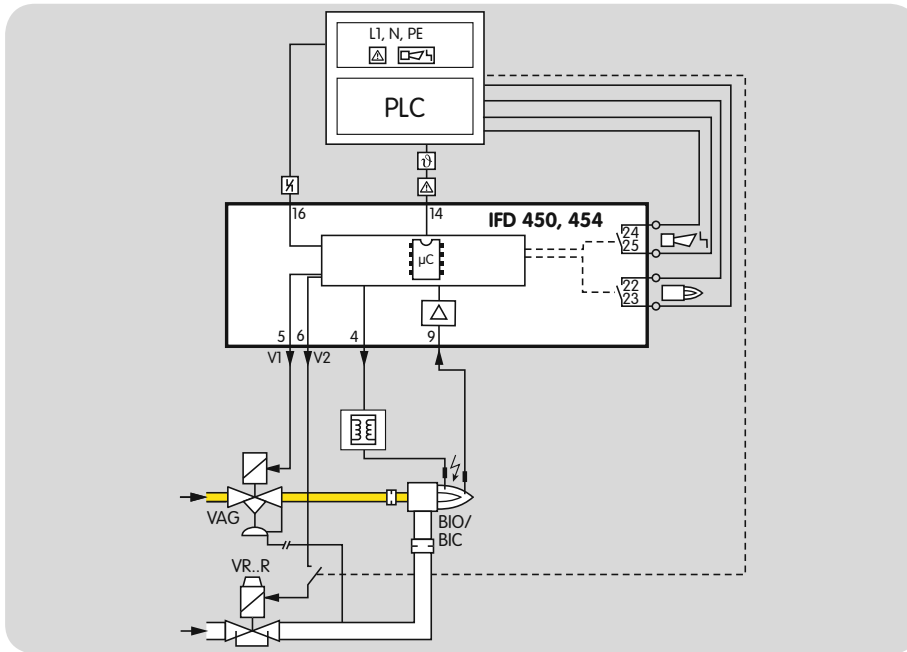 L1, N, PE
PLC
ϑ
16
14
IFD 450, 454
µC
24
25
22
23
5
6
4
9
V1
V2
VAG
BIO/
BIC
VR..R